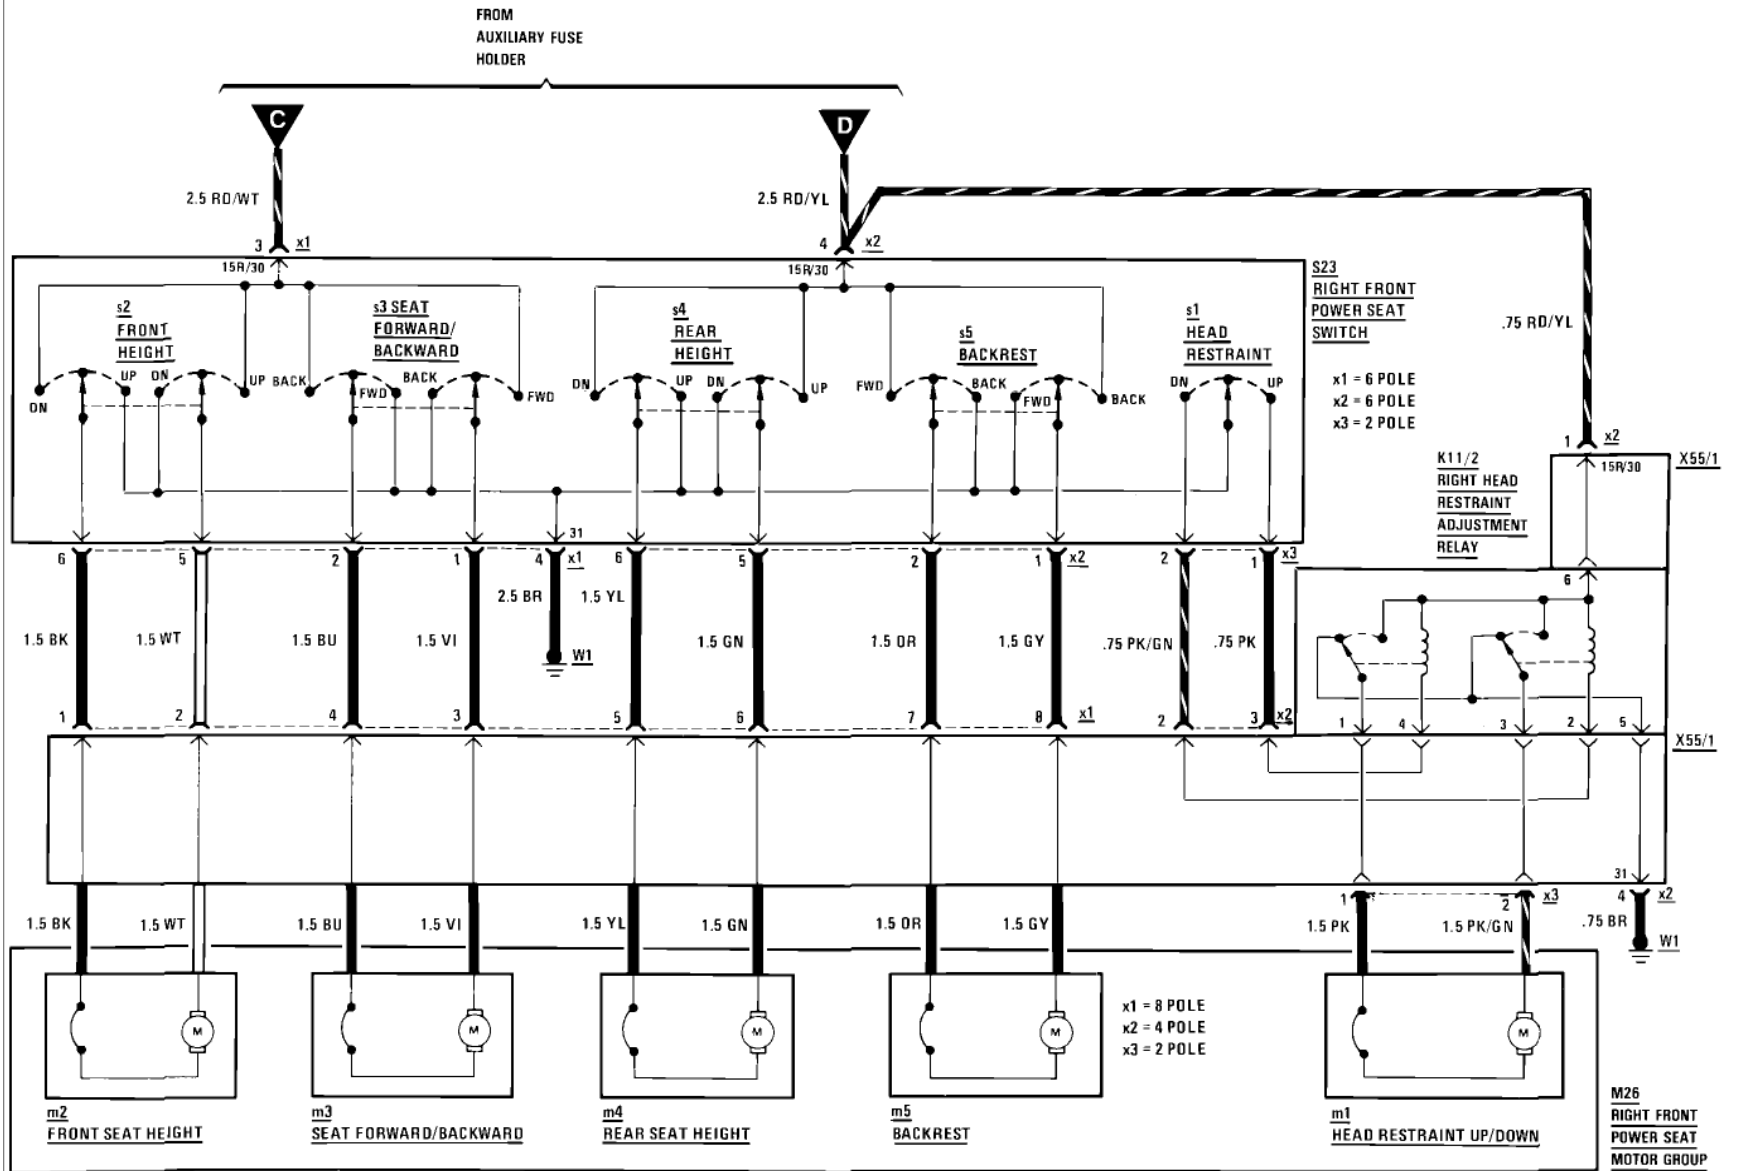 FROM
AUXILIARY FUSE
HOLDER
C
D
2.5 RD/WT
2.5 RD/YL
3 x1
4 x2
15R/30
15R/30
S23
RIGHT FRONT
POWER SEAT
SWITCH
x1 = 6 POLE
x2 = 6 POLE
x3 = 2 POLE
s2
FRONT
HEIGHT
s3 SEAT
FORWARD/
BACKWARD
s4
REAR
HEIGHT
s5
BACKREST
s1
HEAD
RESTRAINT
.75 RD/YL
DN UP DN UP BACK FWD BACK FWD DN UP DN UP FWD BACK FWD BACK DN UP
1 x2
15R/30
X55/1
K11/2
RIGHT HEAD
RESTRAINT
ADJUSTMENT
RELAY
31
6 5 2 1 4 x1 6 5 2 1 x2 2 1 x3
6
2.5 BR
1.5 YL
1.5 BK
1.5 WT
1.5 BU
1.5 VI
W1
1.5 GN
1.5 OR
1.5 GY
.75 PK/GN
.75 PK
1 2 4 3 5 6 7 8 x1 2 3 x2
1 4 3 2 5
X55/1
31
1 2 x3 4 x2
1.5 BK
1.5 WT
1.5 BU
1.5 VI
1.5 YL
1.5 GN
1.5 OR
1.5 GY
1.5 PK
1.5 PK/GN
.75 BR
W1
M
M
M
M
M
x1 = 8 POLE
x2 = 4 POLE
x3 = 2 POLE
m2
FRONT SEAT HEIGHT
m3
SEAT FORWARD/BACKWARD
m4
REAR SEAT HEIGHT
m5
BACKREST
m1
HEAD RESTRAINT UP/DOWN
M26
RIGHT FRONT
POWER SEAT
MOTOR GROUP